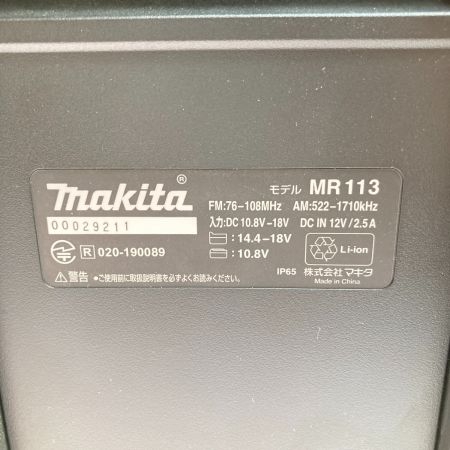 makita® モデル MR113
00029211
FM:76-108MHz AM:522-1710kHz
入力:DC 10.8V-18V DC IN 12V/2.5A
R 020-190089
:14.4-18V
:10.8V
Li-ion
⚠警告 •ご使用前に取扱説明書を必ずよくお読みください。
IP65 株式会社 マキタ
Made in China